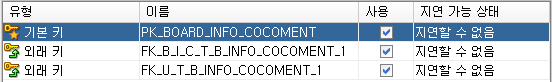 유형 이름 사용 지연 가능 상태
기본 키 PK_BOARD_INFO_COCOMENT 지연할 수 없음
외래 키 FK_B_I_C_T_B_INFO_COCOMENT_1 지연할 수 없음
외래 키 FK_U_T_B_INFO_COCOMENT_1 지연할 수 없음